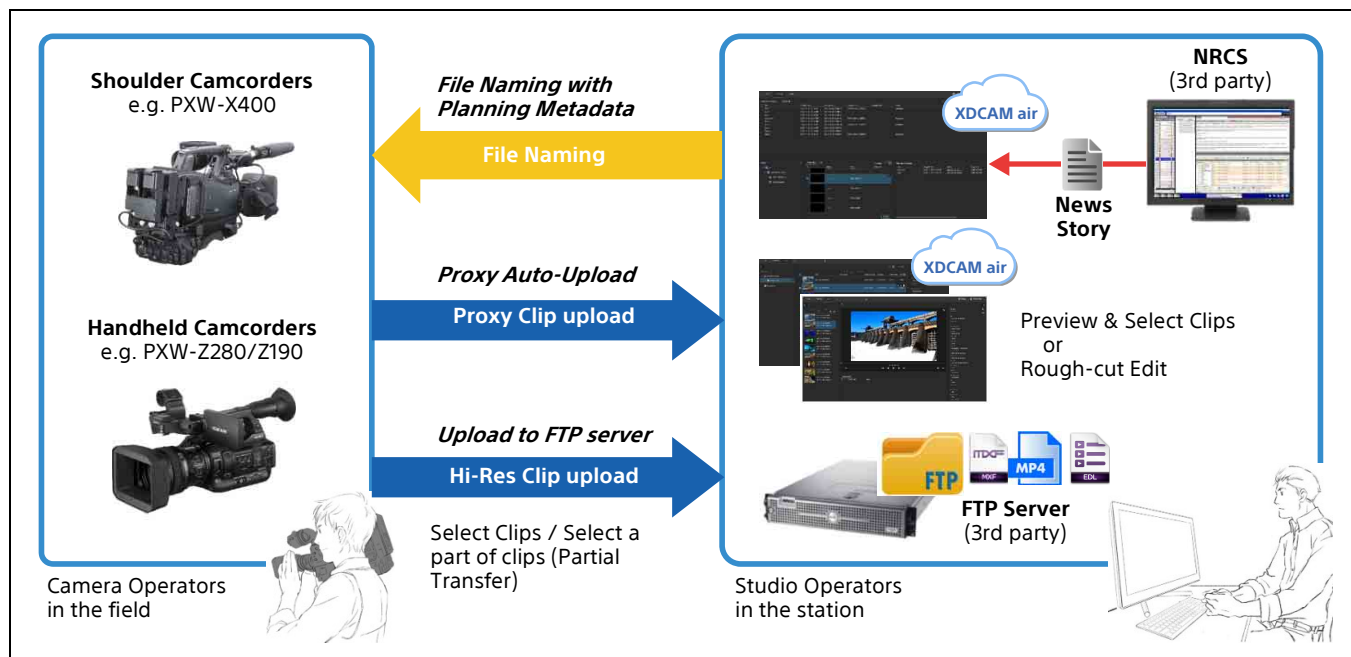 Shoulder Camcorders
e.g. PXW-X400
Handheld Camcorders
e.g. PXW-Z280/Z190
Camera Operators
in the field
File Naming with
Planning Metadata
File Naming
Proxy Auto-Upload
Proxy Clip upload
Upload to FTP server
Hi-Res Clip upload
Select Clips / Select a
part of clips (Partial
Transfer)
XDCAM air
NRCS
(3rd party)
News
Story
XDCAM air
Preview & Select Clips
or
Rough-cut Edit
FTP
MXF
MP4
EDL
FTP Server
(3rd party)
Studio Operators
in the station